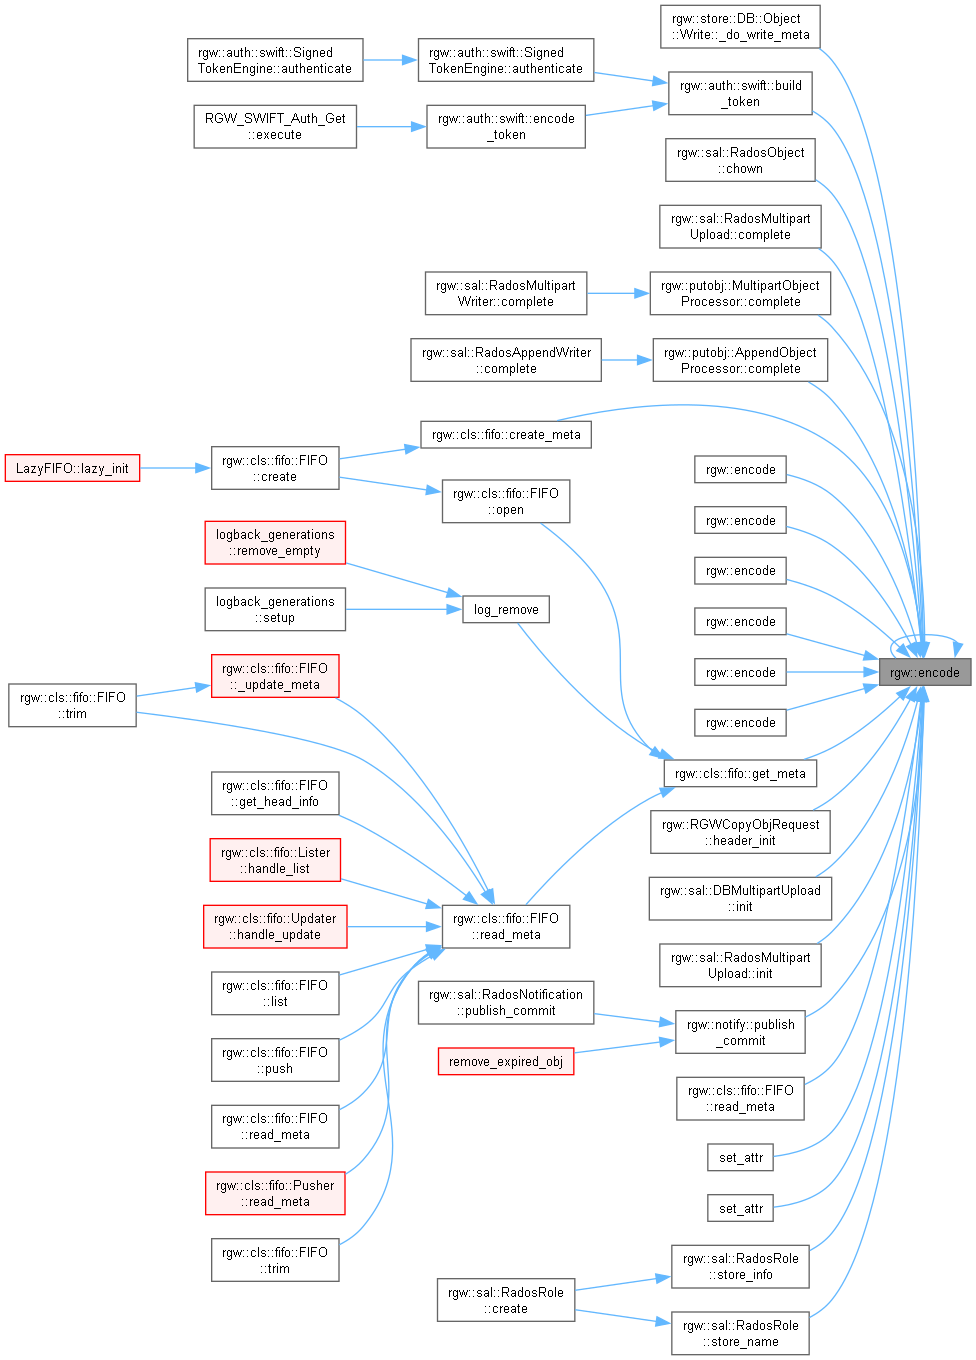 rgw::store::DB::Object
::Write::_do_write_meta
rgw::auth::swift::Signed
TokenEngine::authenticate
rgw::auth::swift::Signed
TokenEngine::authenticate
rgw::auth::swift::build
_token
RGW_SWIFT_Auth_Get
::execute
rgw::auth::swift::encode
_token
rgw::sal::RadosObject
::chown
rgw::sal::RadosMultipart
Upload::complete
rgw::sal::RadosMultipart
Writer::complete
rgw::putobj::MultipartObject
Processor::complete
rgw::sal::RadosAppendWriter
::complete
rgw::putobj::AppendObject
Processor::complete
rgw::cls::fifo::create_meta
LazyFIFO::lazy_init
rgw::cls::fifo::FIFO
::create
rgw::encode
rgw::cls::fifo::FIFO
::open
rgw::encode
logback_generations
::remove_empty
rgw::encode
logback_generations
::setup
log_remove
rgw::encode
rgw::encode
rgw::encode
rgw::cls::fifo::FIFO
::_update_meta
rgw::cls::fifo::FIFO
::trim
rgw::encode
rgw::cls::fifo::get_meta
rgw::cls::fifo::FIFO
::get_head_info
rgw::RGWCopyObjRequest
::header_init
rgw::cls::fifo::Lister
::handle_list
rgw::sal::DBMultipartUpload
::init
rgw::cls::fifo::Updater
::handle_update
rgw::cls::fifo::FIFO
::read_meta
rgw::sal::RadosMultipart
Upload::init
rgw::cls::fifo::FIFO
::list
rgw::sal::RadosNotification
::publish_commit
rgw::notify::publish
_commit
rgw::cls::fifo::FIFO
::push
remove_expired_obj
rgw::cls::fifo::FIFO
::read_meta
rgw::cls::fifo::FIFO
::read_meta
set_attr
rgw::cls::fifo::Pusher
::read_meta
set_attr
rgw::cls::fifo::FIFO
::trim
rgw::sal::RadosRole
::store_info
rgw::sal::RadosRole
::create
rgw::sal::RadosRole
::store_name